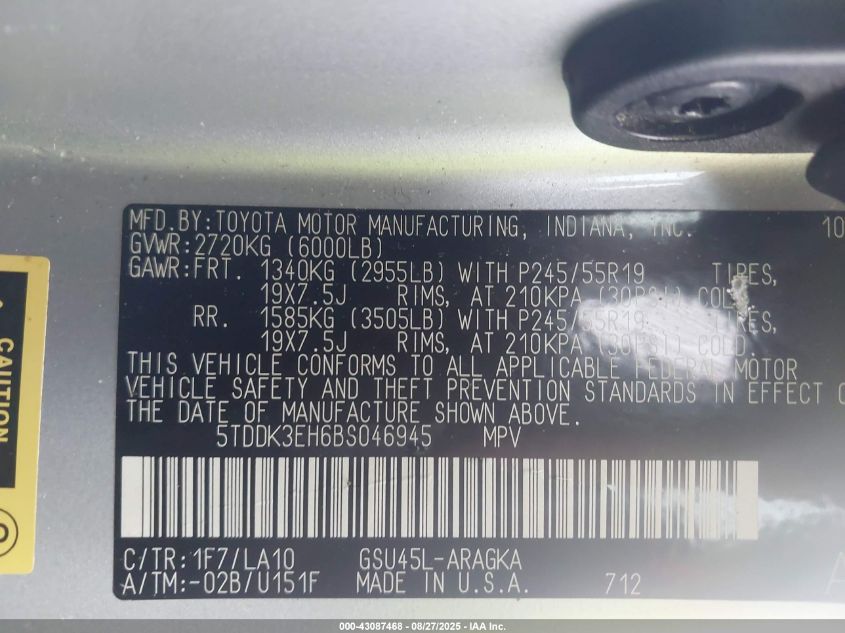 MFD.BY:TOYOTA MOTOR MANUFACTURING, INDIANA, INC. 10
GVWR:2720KG (6000LB)
GAWR:FRT. 1340KG (2955LB) WITH P245/55R19 TIRES,
19X7.5J RIMS, AT 210KPA (30PSI) COLD.
RR. 1585KG (3505LB) WITH P245/55R19 TIRES,
19X7.5J RIMS, AT 210KPA (30PSI) COLD.
THIS VEHICLE CONFORMS TO ALL APPLICABLE FEDERAL MOTOR
VEHICLE SAFETY AND THEFT PREVENTION STANDARDS IN EFFECT O
THE DATE OF MANUFACTURE SHOWN ABOVE.
5TDDK3EH6BS046945 MPV
C/TR:1F7/LA10 GSU45L-ARAGKA
A/TM:-02B/U151F MADE IN U.S.A. 712
A
CAUTION
000-43087468 - 08/27/2025 - IAA Inc.